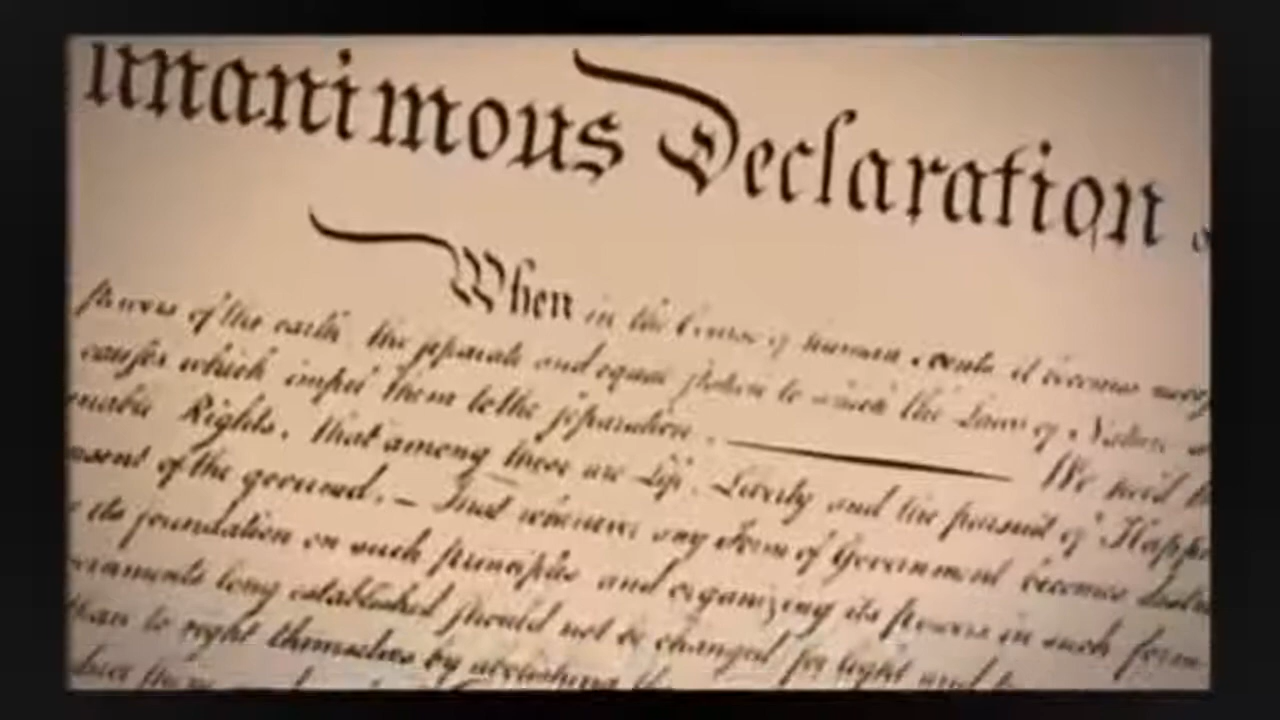 unanimous Declaration
When in the Course of human events it becomes
powers of the earth the separate and equal station to which the Laws of Nature
causes which impel them to the separation. We hold
Rights, that among these are Life, Liberty and the pursuit of
of the governed, — That whenever any Form of Government becomes
its foundation on such principles and organizing its powers in such form
long established should not be changed for light and
to right themselves by abolishing the